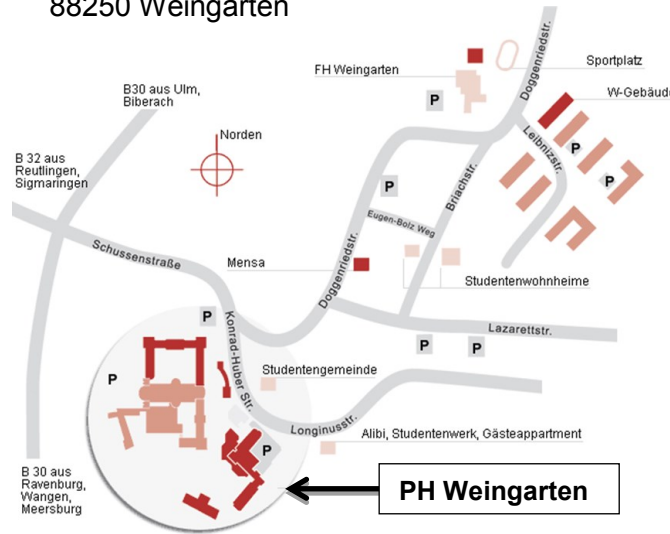 88250 Weingarten
Sportplatz
FH Weingarten
W-Gebäude
Doggenriedstr.
P
B30 aus Ulm,
Biberach
Norden
Leibnizstr.
P
P
B 32 aus
Reutlingen,
Sigmaringen
P
Briachstr.
Eugen-Bolz Weg
Schussenstraße
Mensa
Doggenriedstr.
Studentenwohnheime
P
Konrad-Huber Str.
Lazarettstr.
P
P
P
Studentengemeinde
Longinusstr.
Alibi, Studentenwerk, Gästeappartment
P
B 30 aus
Ravenburg,
Wangen,
Meersburg
PH Weingarten